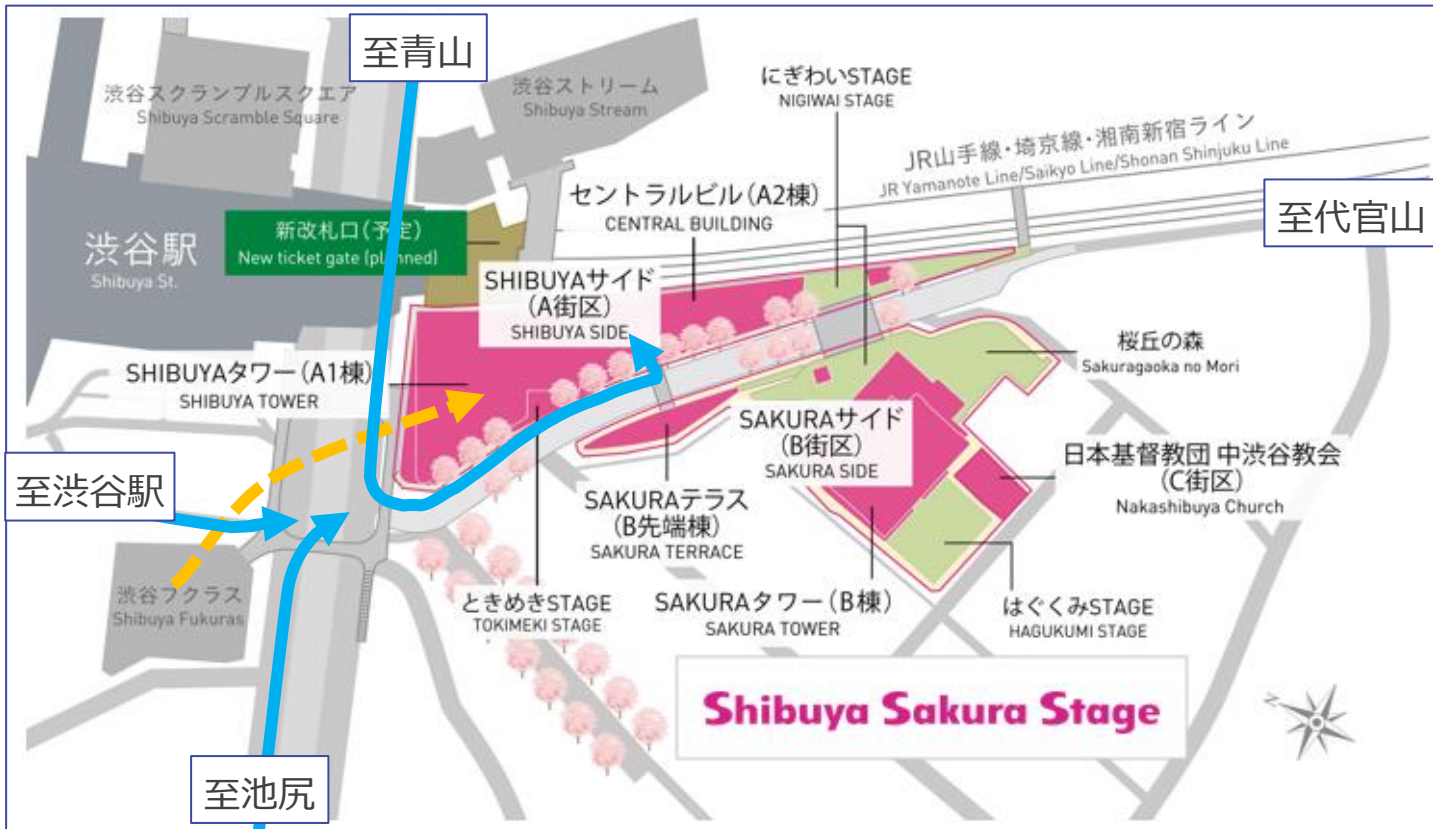 至青山
渋谷スクランブルスクエア
Shibuya Scramble Square
渋谷ストリーム
Shibuya Stream
にぎわいSTAGE
NIGIWAI STAGE
JR山手線・埼京線・湘南新宿ライン
JR Yamanote Line/Saikyo Line/Shonan Shinjuku Line
至代官山
渋谷駅
Shibuya St.
新改札口(予定)
New ticket gate (planned)
セントラルビル(A2棟)
CENTRAL BUILDING
SHIBUYAサイド
(A街区)
SHIBUYA SIDE
SHIBUYAタワー(A1棟)
SHIBUYA TOWER
桜丘の森
Sakuragaoka no Mori
SAKURAサイド
(B街区)
SAKURA SIDE
日本基督教団 中渋谷教会
(C街区)
Nakashibuya Church
至渋谷駅
SAKURAテラス
(B先端棟)
SAKURA TERRACE
渋谷フクラス
Shibuya Fukuras
ときめきSTAGE
TOKIMEKI STAGE
SAKURAタワー(B棟)
SAKURA TOWER
はぐくみSTAGE
HAGUKUMI STAGE
Shibuya Sakura Stage
N
至池尻